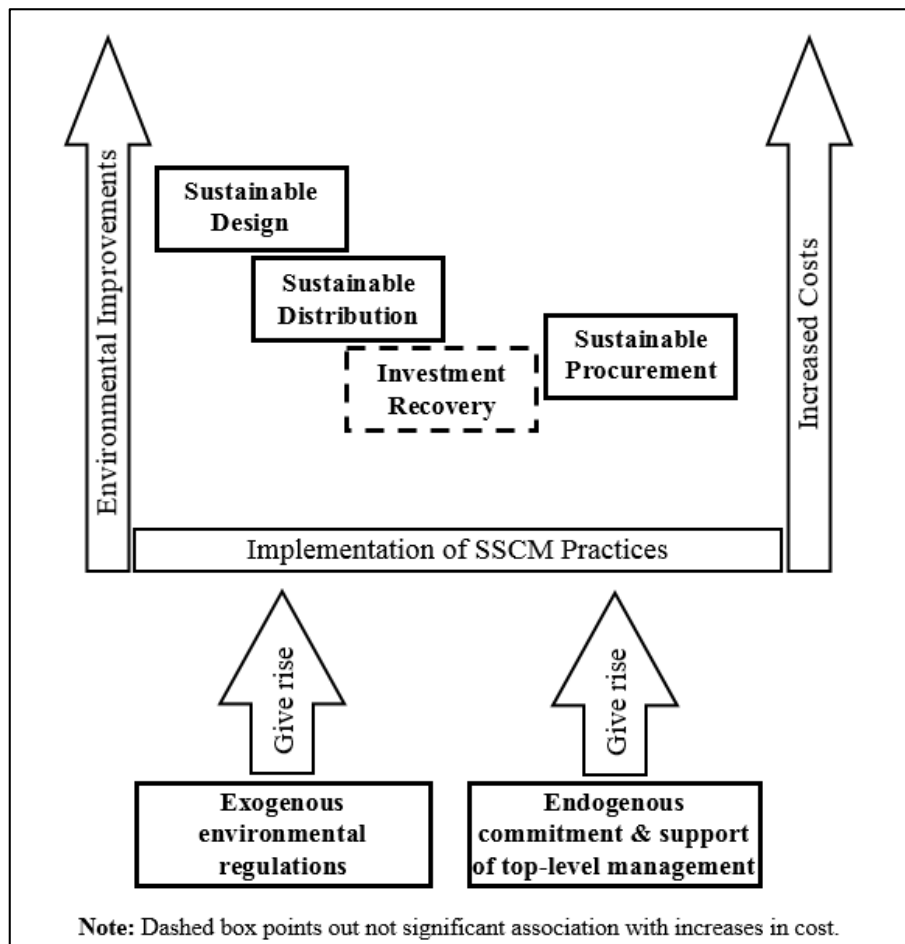 Environmental Improvements
Increased Costs
Sustainable
Design
Sustainable
Distribution
Investment
Recovery
Sustainable
Procurement
Implementation of SSCM Practices
Give rise
Give rise
Exogenous
environmental
regulations
Endogenous
commitment & support
of top-level management
Note: Dashed box points out not significant association with increases in cost.